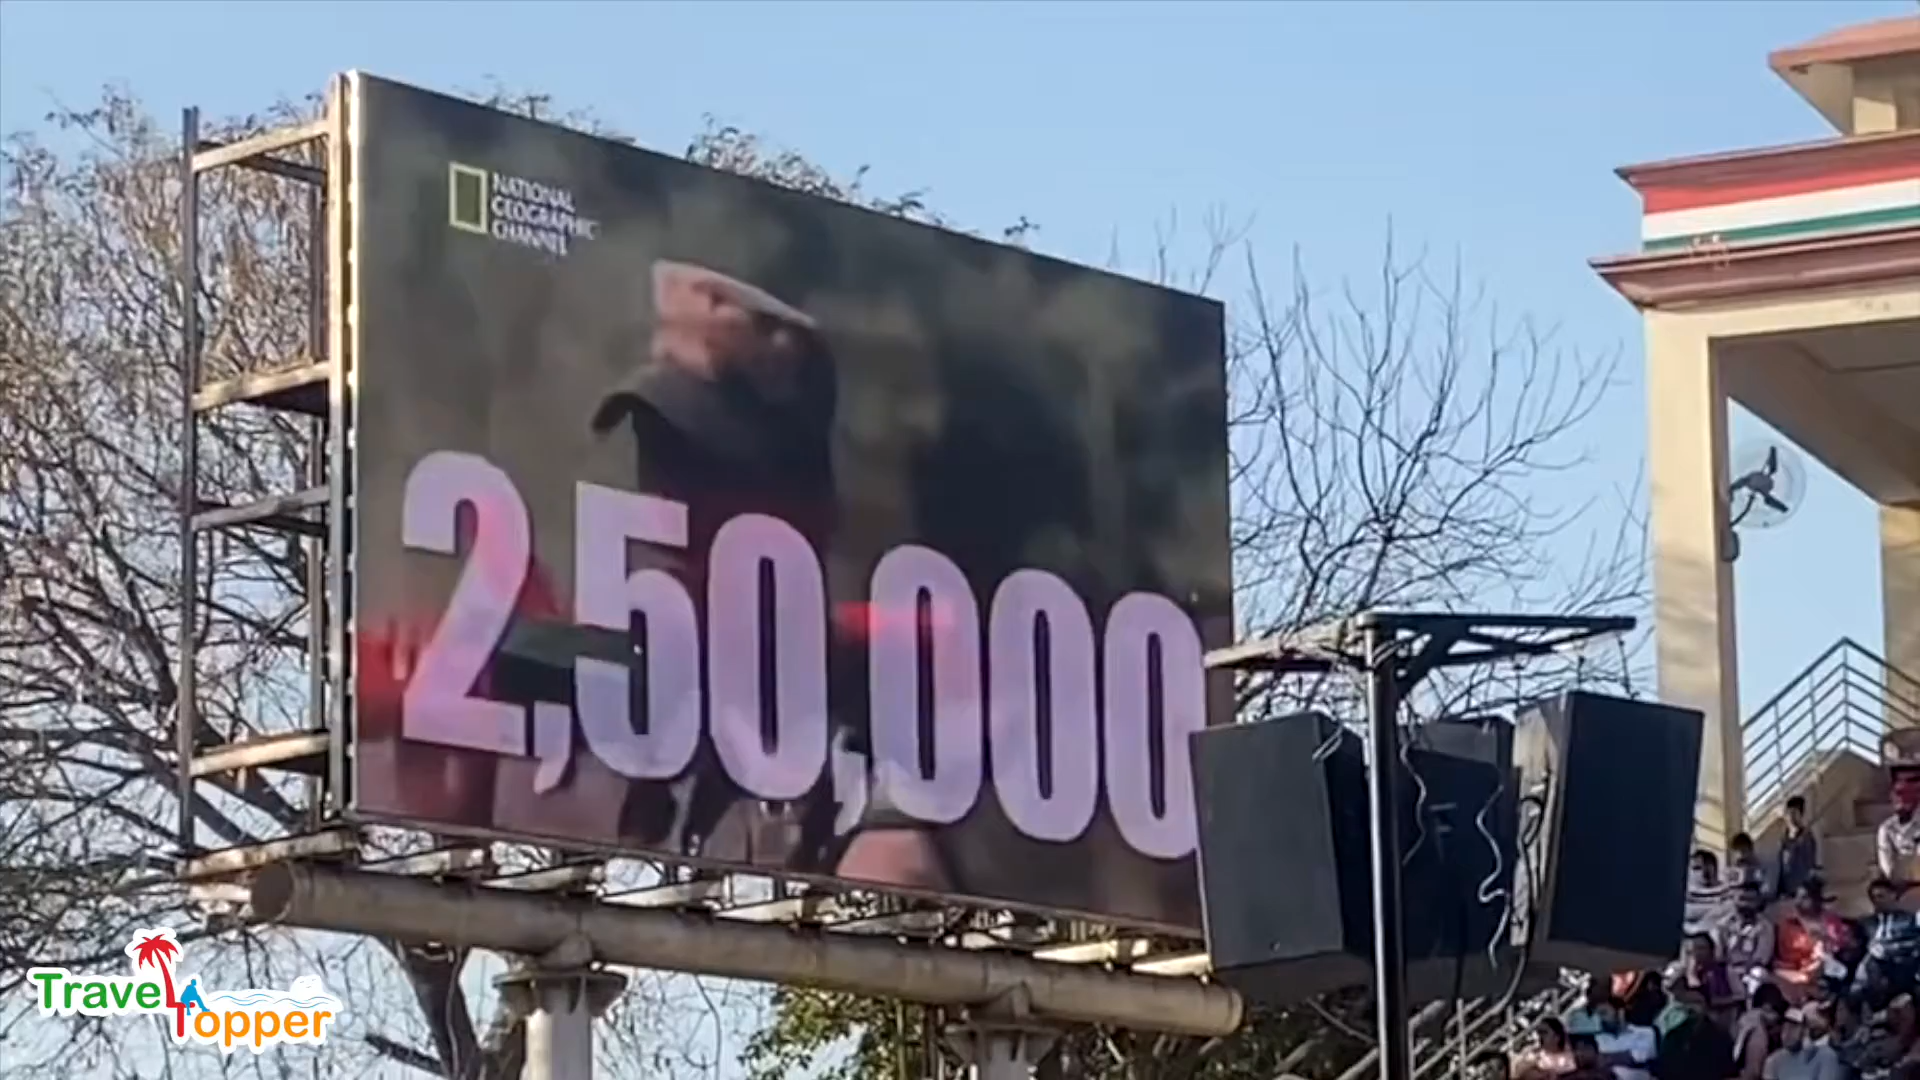 NATIONAL
GEOGRAPHIC
CHANNEL
2,50,000
Travel
Topper